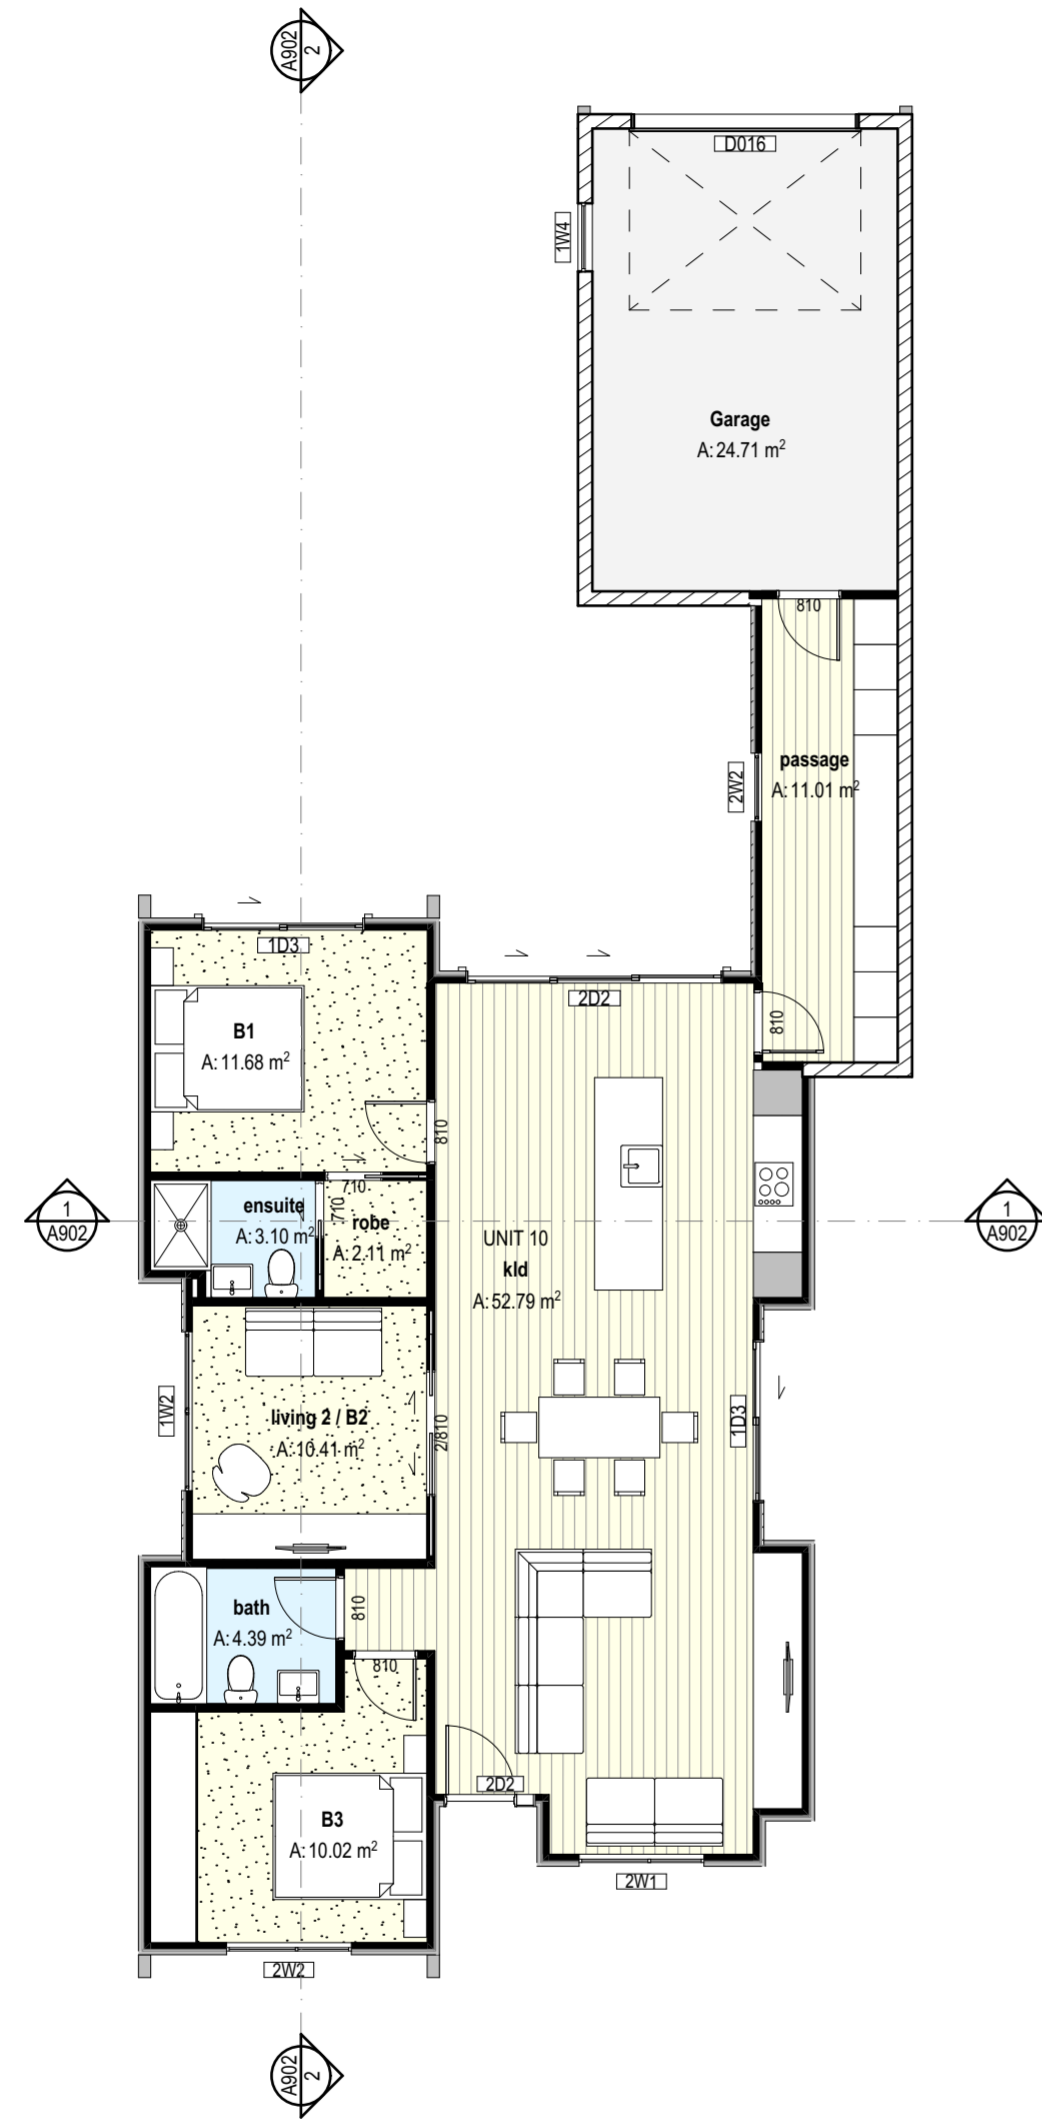 A902
2
D016
1W4
Garage
A: 24.71 m²
810
passage
A: 11.01 m²
2W2
1D3
2D2
810
B1
A: 11.68 m²
810
710
710
ensuite
A: 3.10 m²
robe
A: 2.11 m²
1
A902
1
A902
UNIT 10
kld
A: 52.79 m²
1W2
living 2 / B2
A: 10.41 m²
2/810
1D3
bath
A: 4.39 m²
810
810
2D2
B3
A: 10.02 m²
2W1
2W2
A902
2